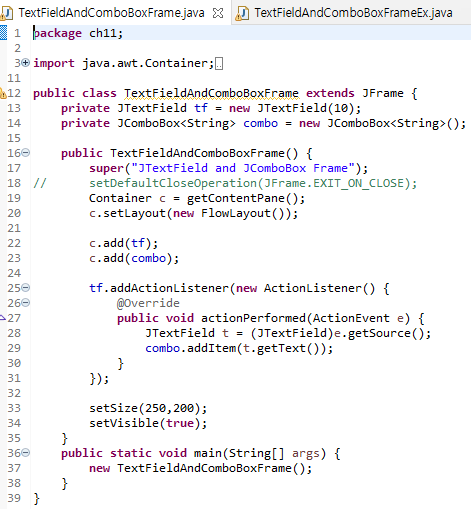 TextFieldAndComboBoxFrame.java TextFieldAndComboBoxFrameEx.java
1 package ch11;
2
3 import java.awt.Container;
11
12 public class TextFieldAndComboBoxFrame extends JFrame {
13 private JTextField tf = new JTextField(10);
14 private JComboBox<String> combo = new JComboBox<String>();
15
16 public TextFieldAndComboBoxFrame() {
17 super("JTextField and JComboBox Frame");
18 // setDefaultCloseOperation(JFrame.EXIT_ON_CLOSE);
19 Container c = getContentPane();
20 c.setLayout(new FlowLayout());
21
22 c.add(tf);
23 c.add(combo);
24
25 tf.addActionListener(new ActionListener() {
26 @Override
27 public void actionPerformed(ActionEvent e) {
28 JTextField t = (JTextField)e.getSource();
29 combo.addItem(t.getText());
30 }
31 });
32
33 setSize(250,200);
34 setVisible(true);
35 }
36 public static void main(String[] args) {
37 new TextFieldAndComboBoxFrame();
38 }
39 }